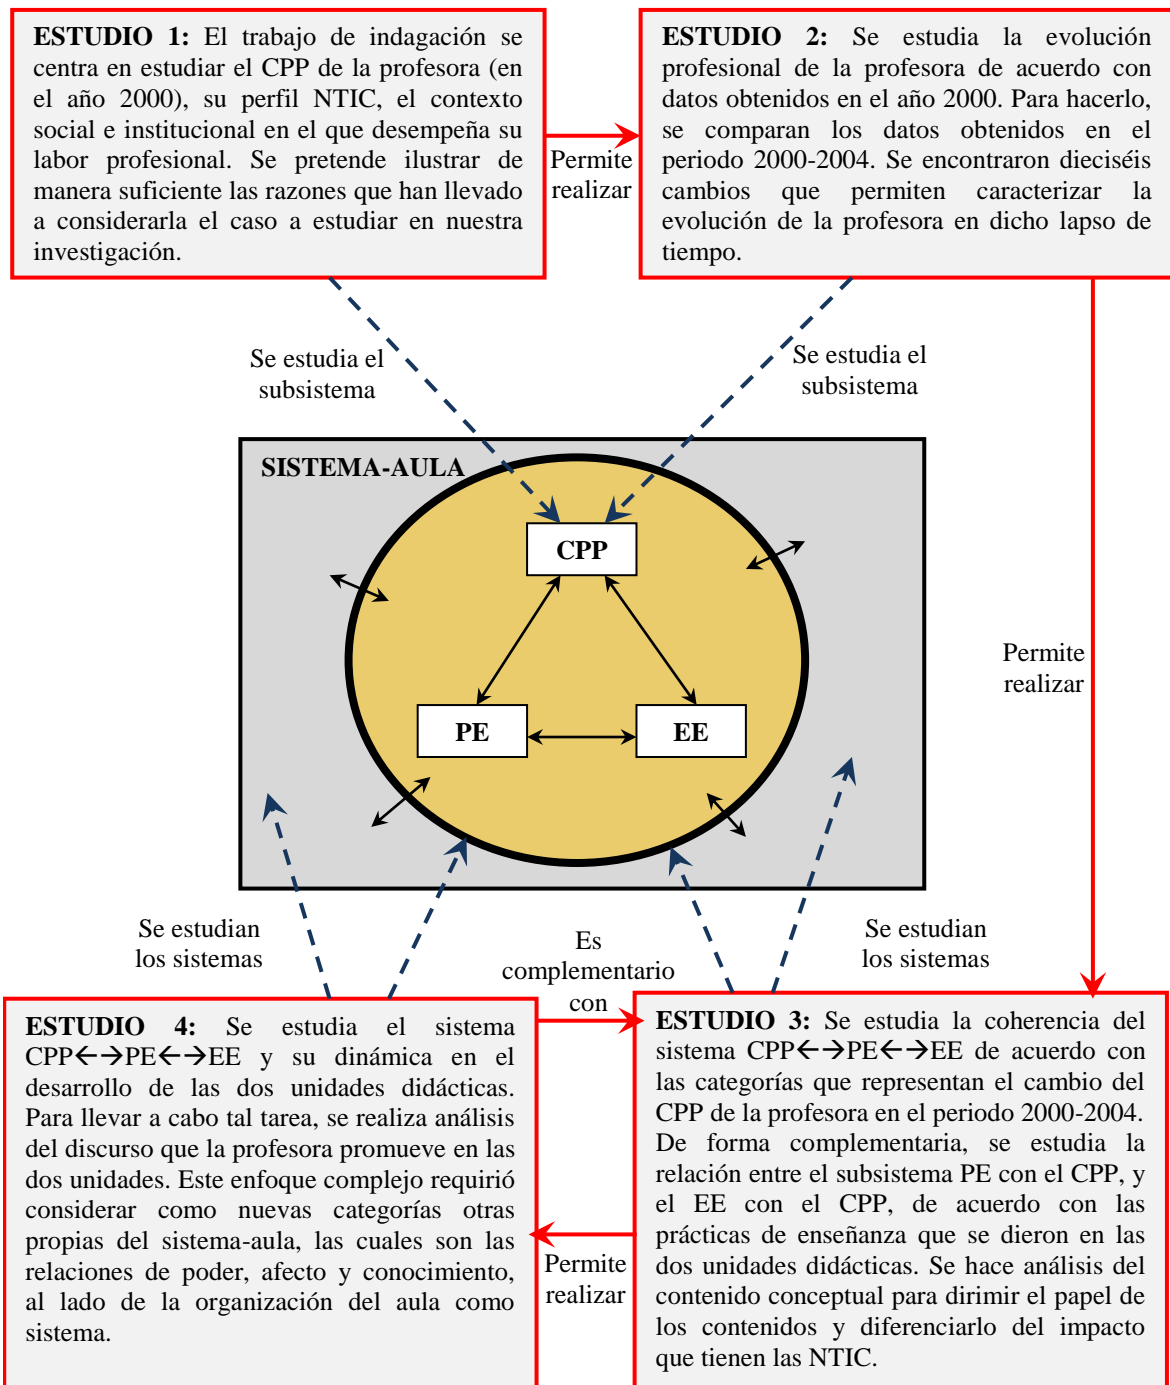 ESTUDIO 1: El trabajo de indagación se
centra en estudiar el CPP de la profesora (en
el año 2000), su perfil NTIC, el contexto
social e institucional en el que desempeña su
labor profesional. Se pretende ilustrar de
manera suficiente las razones que han llevado
a considerarla el caso a estudiar en nuestra
investigación.
Permite
realizar
ESTUDIO 2: Se estudia la evolución
profesional de la profesora de acuerdo con
datos obtenidos en el año 2000. Para hacerlo,
se comparan los datos obtenidos en el
periodo 2000-2004. Se encontraron dieciséis
cambios que permiten caracterizar la
evolución de la profesora en dicho lapso de
tiempo.
Se estudia el
subsistema
Se estudia el
subsistema
SISTEMA-AULA
CPP
PE
EE
Permite
realizar
Se estudian
los sistemas
Es
complementario
con
Se estudian
los sistemas
ESTUDIO 4: Se estudia el sistema
CPP←→PE←→EE y su dinámica en el
desarrollo de las dos unidades didácticas.
Para llevar a cabo tal tarea, se realiza análisis
del discurso que la profesora promueve en las
dos unidades. Este enfoque complejo requirió
considerar como nuevas categorías otras
propias del sistema-aula, las cuales son las
relaciones de poder, afecto y conocimiento,
al lado de la organización del aula como
sistema.
Permite
realizar
ESTUDIO 3: Se estudia la coherencia del
sistema CPP←→PE←→EE de acuerdo con
las categorías que representan el cambio del
CPP de la profesora en el periodo 2000-2004.
De forma complementaria, se estudia la
relación entre el subsistema PE con el CPP, y
el EE con el CPP, de acuerdo con las
prácticas de enseñanza que se dieron en las
dos unidades didácticas. Se hace análisis del
contenido conceptual para dirimir el papel de
los contenidos y diferenciarlo del impacto
que tienen las NTIC.